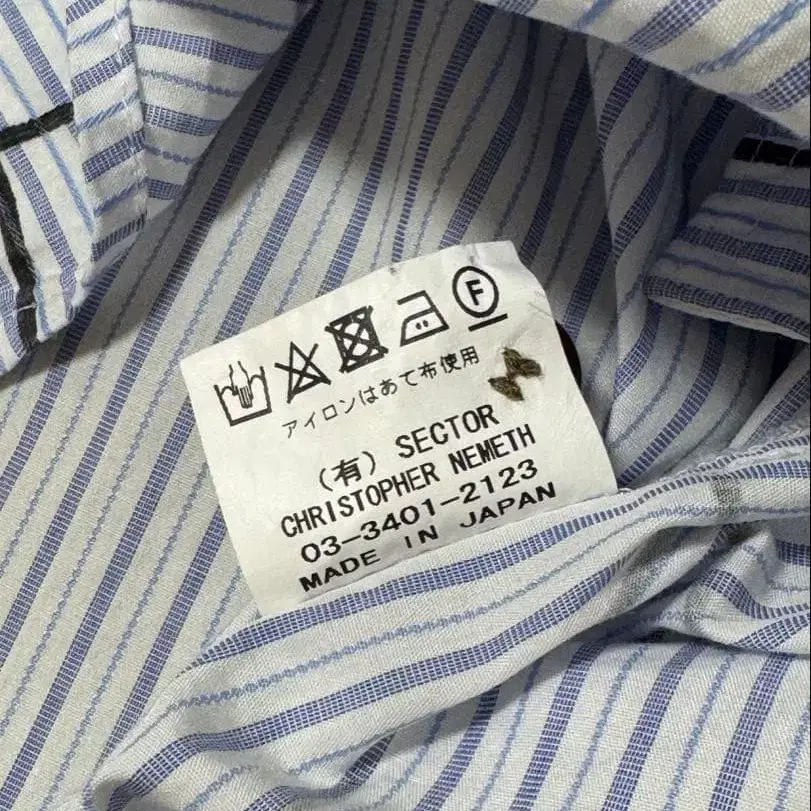 F
アイロンはあて布使用
(有) SECTOR
CHRISTOPHER NEMETH
03-3401-2123
MADE IN JAPAN